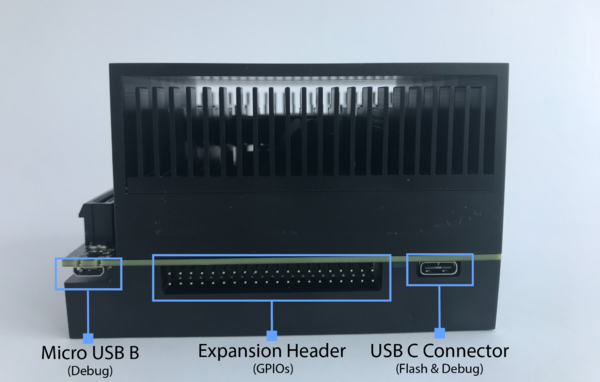 Micro USB B
(Debug)
Expansion Header
(GPIOs)
USB C Connector
(Flash & Debug)